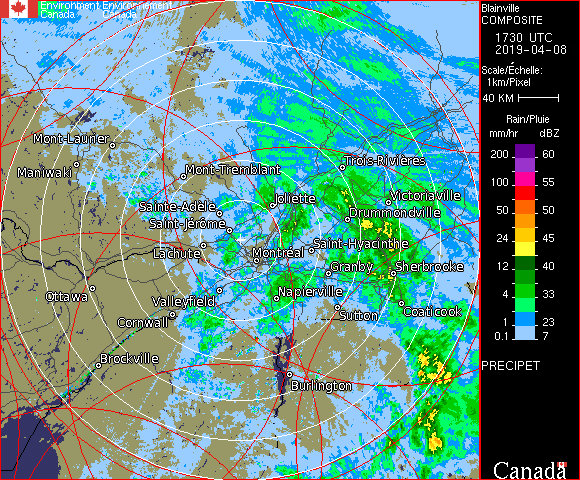 Environment Environnement
Canada Canada
Blainville
COMPOSITE
1730 UTC
2019-04-08
Scale/Échelle:
1km/Pixel
40 KM
Rain/Pluie
mm/hr dBZ
200 60
100 55
50 50
24 45
12 40
4 33
1 23
0.1 7
PRECIPET
Canada
Mont-Laurier
Maniwaki
Mont-Tremblant
Trois-Rivières
Sainte-Adèle
Joliette
Victoriaville
Drummondville
Saint-Jérôme
Lachute
Montréal
Saint-Hyacinthe
Granby
Sherbrooke
Ottawa
Valleyfield
Napierville
Sutton
Coaticook
Cornwall
Brockville
Burlington